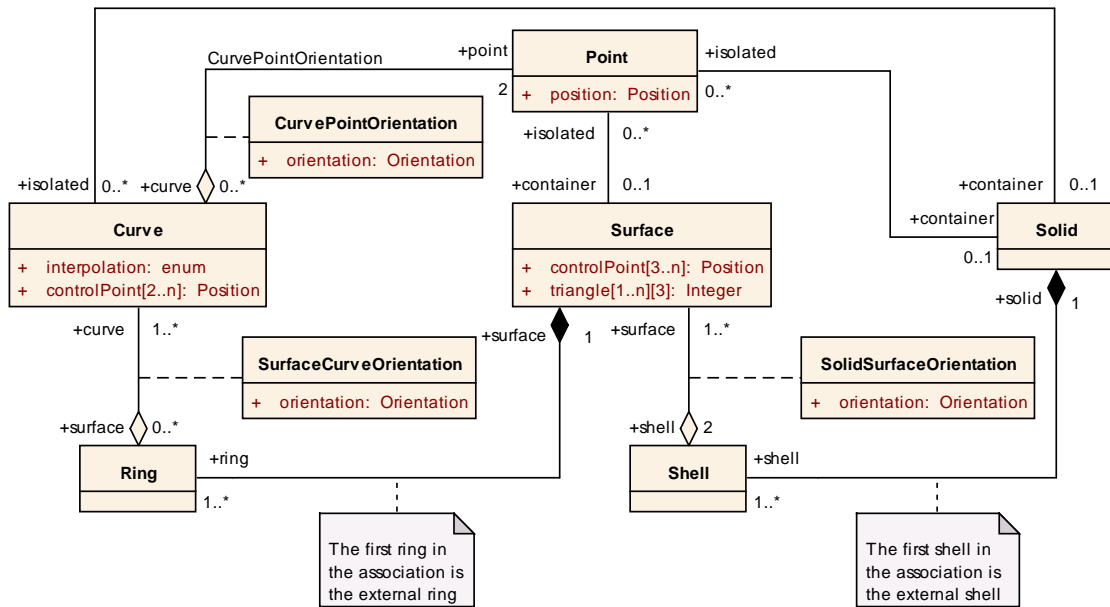 CurvePointOrientation
+point
2
Point
+ position: Position
+isolated
0..*
CurvePointOrientation
+ orientation: Orientation
+isolated
0..*
+isolated
0..*
+curve
0..*
+container
0..1
+container
0..1
+container
0..1
Curve
+ interpolation: enum
+ controlPoint[2..n]: Position
Surface
+ controlPoint[3..n]: Position
+ triangle[1..n][3]: Integer
Solid
+curve
1..*
+surface
1
+surface
1..*
+solid
1
SurfaceCurveOrientation
+ orientation: Orientation
SolidSurfaceOrientation
+ orientation: Orientation
+surface
0..*
+shell
2
Ring
+ring
1..*
Shell
+shell
1..*
The first ring in
the association is
the external ring
The first shell in
the association is
the external shell